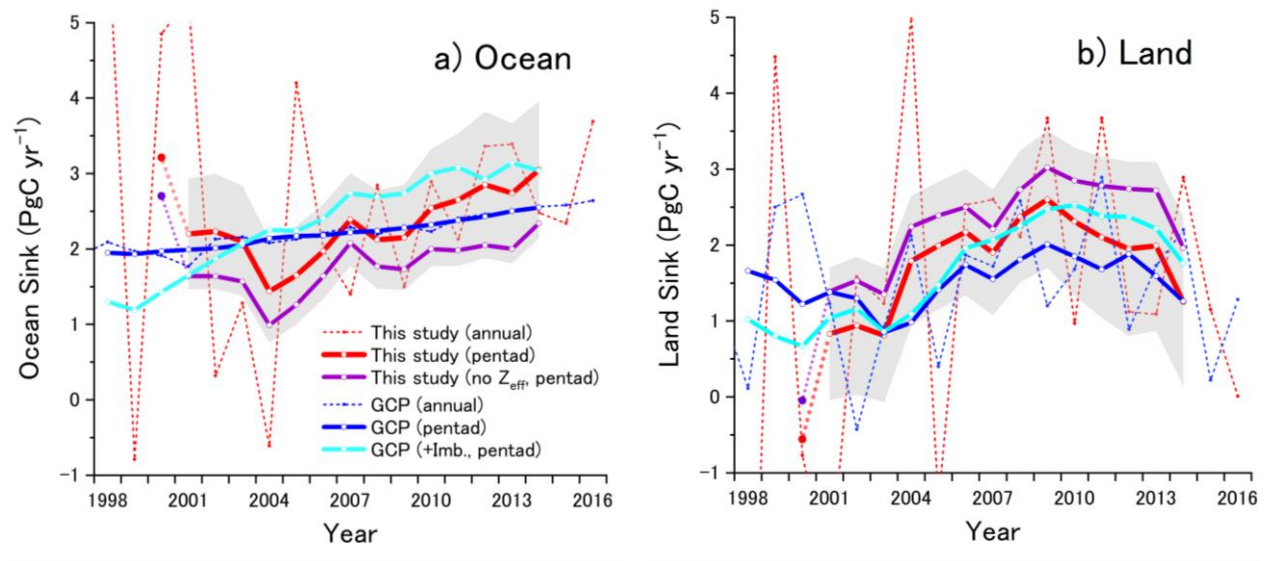 a) Ocean
5
4
3
2
1
0
−1
Ocean Sink (PgC yr⁻¹)
This study (annual)
This study (pentad)
This study (no Zeff, pentad)
GCP (annual)
GCP (pentad)
GCP (+Imb., pentad)
1998 2001 2004 2007 2010 2013 2016
Year
b) Land
5
4
3
2
1
0
−1
Land Sink (PgC yr⁻¹)
1998 2001 2004 2007 2010 2013 2016
Year